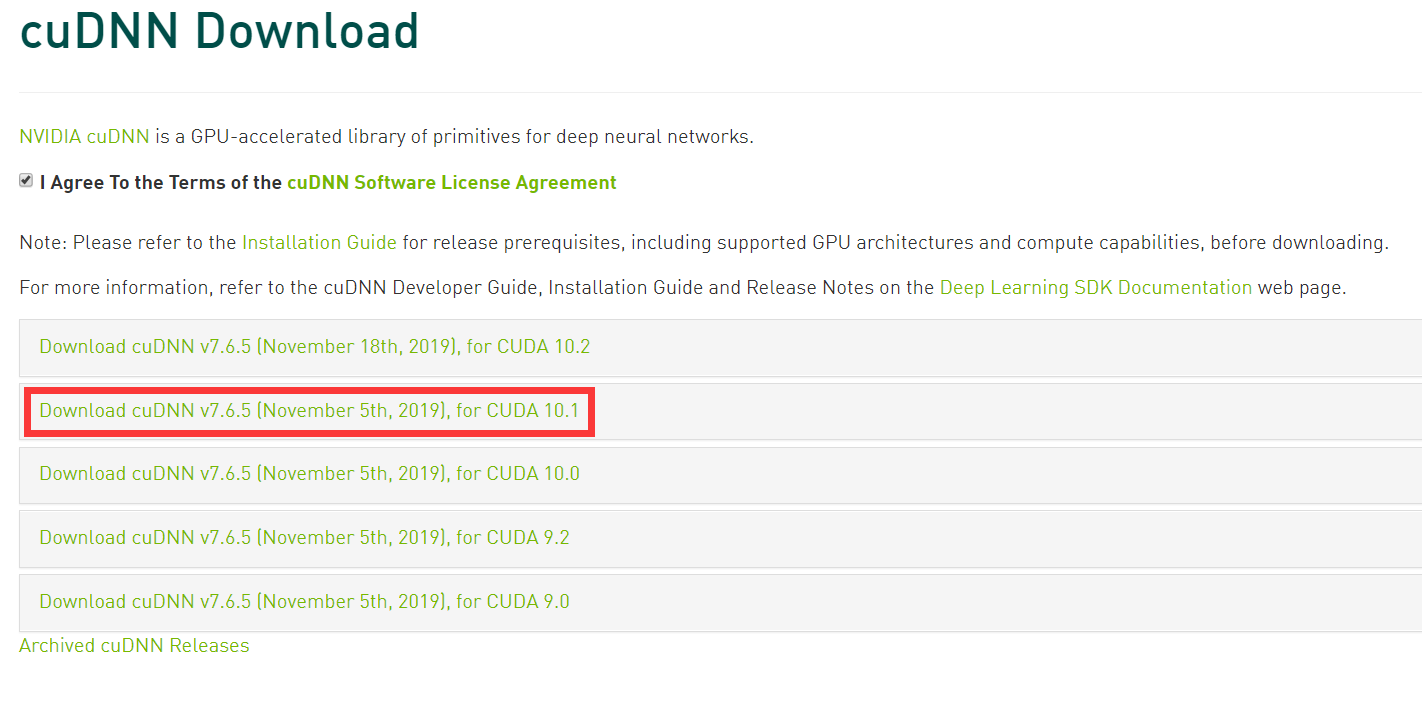 cuDNN Download
NVIDIA cuDNN is a GPU-accelerated library of primitives for deep neural networks.
I Agree To the Terms of the cuDNN Software License Agreement
Note: Please refer to the Installation Guide for release prerequisites, including supported GPU architectures and compute capabilities, before downloading.
For more information, refer to the cuDNN Developer Guide, Installation Guide and Release Notes on the Deep Learning SDK Documentation web page.
Download cuDNN v7.6.5 (November 18th, 2019), for CUDA 10.2
Download cuDNN v7.6.5 (November 5th, 2019), for CUDA 10.1
Download cuDNN v7.6.5 (November 5th, 2019), for CUDA 10.0
Download cuDNN v7.6.5 (November 5th, 2019), for CUDA 9.2
Download cuDNN v7.6.5 (November 5th, 2019), for CUDA 9.0
Archived cuDNN Releases